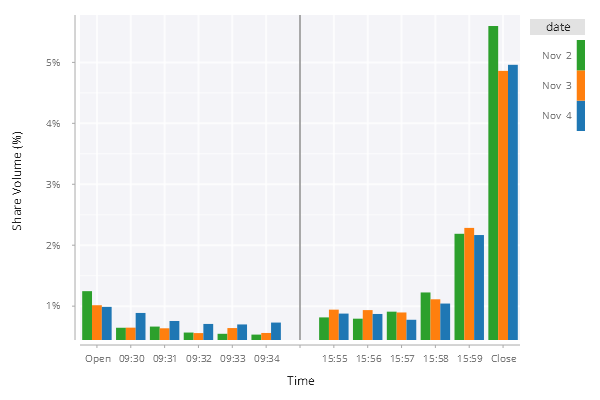 date
Nov 2
Nov 3
Nov 4
Share Volume (%)
5%
4%
3%
2%
1%
Open 09:30 09:31 09:32 09:33 09:34 15:55 15:56 15:57 15:58 15:59 Close
Time